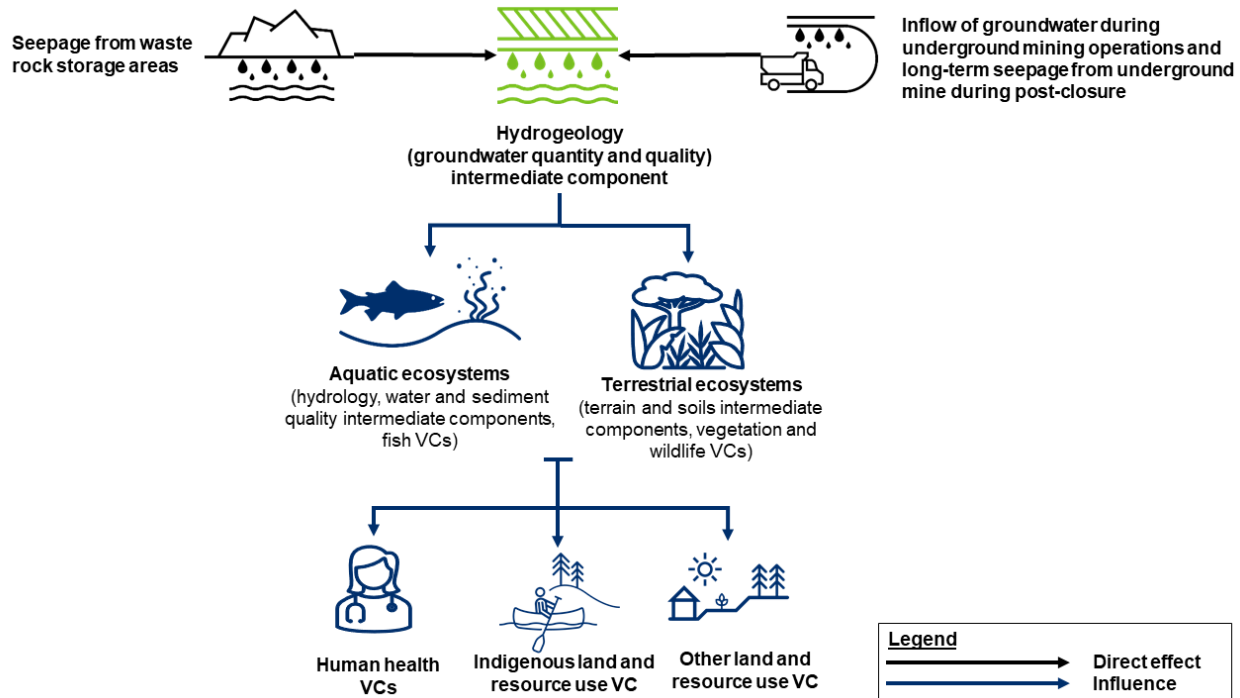 Seepage from waste
rock storage areas
Inflow of groundwater during
underground mining operations and
long-term seepage from underground
mine during post-closure
Hydrogeology
(groundwater quantity and quality)
intermediate component
Aquatic ecosystems
(hydrology, water and sediment
quality intermediate components,
fish VCs)
Terrestrial ecosystems
(terrain and soils intermediate
components, vegetation and
wildlife VCs)
Human health
VCs
Indigenous land and
resource use VC
Other land and
resource use VC
Legend
Direct effect
Influence